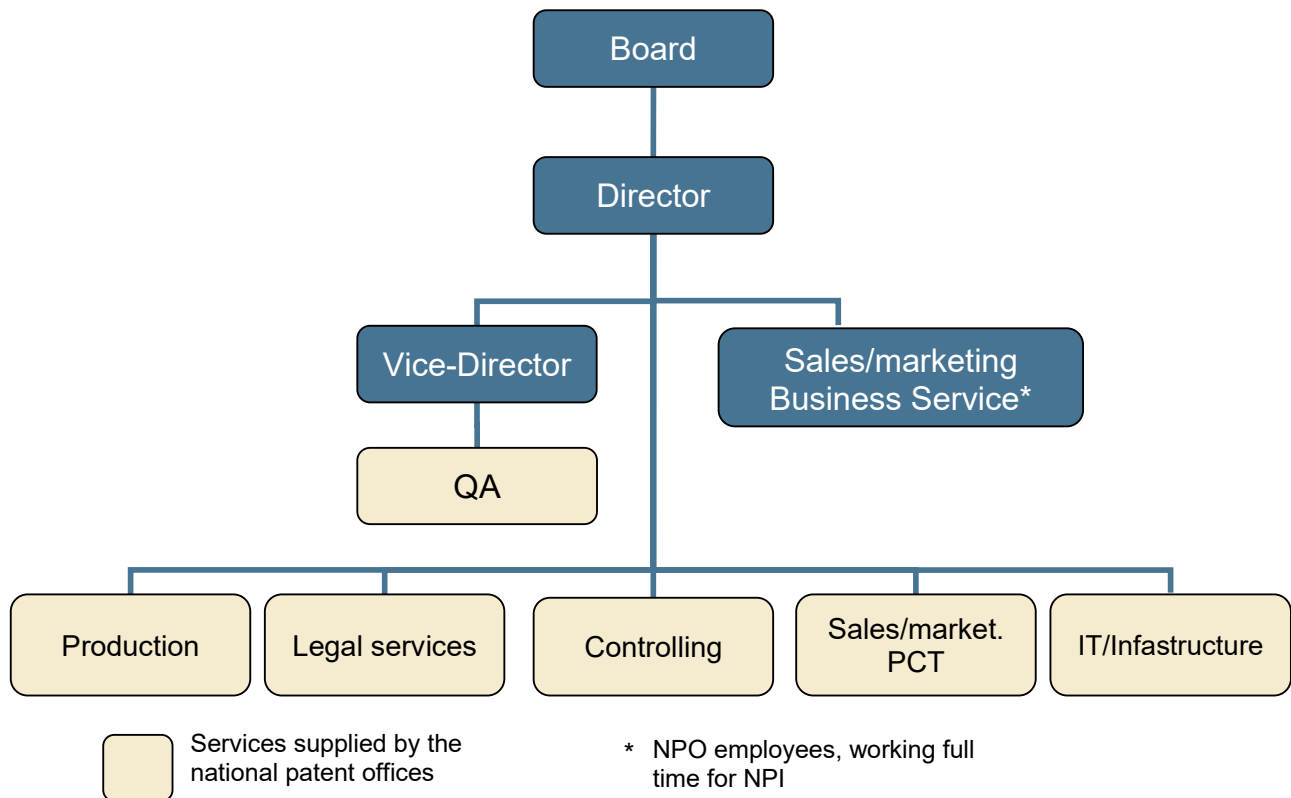 Board
Director
Vice-Director
Sales/marketing
Business Service*
QA
Production
Legal services
Controlling
Sales/market.
PCT
IT/Infastructure
Services supplied by the
national patent offices
* NPO employees, working full
time for NPI